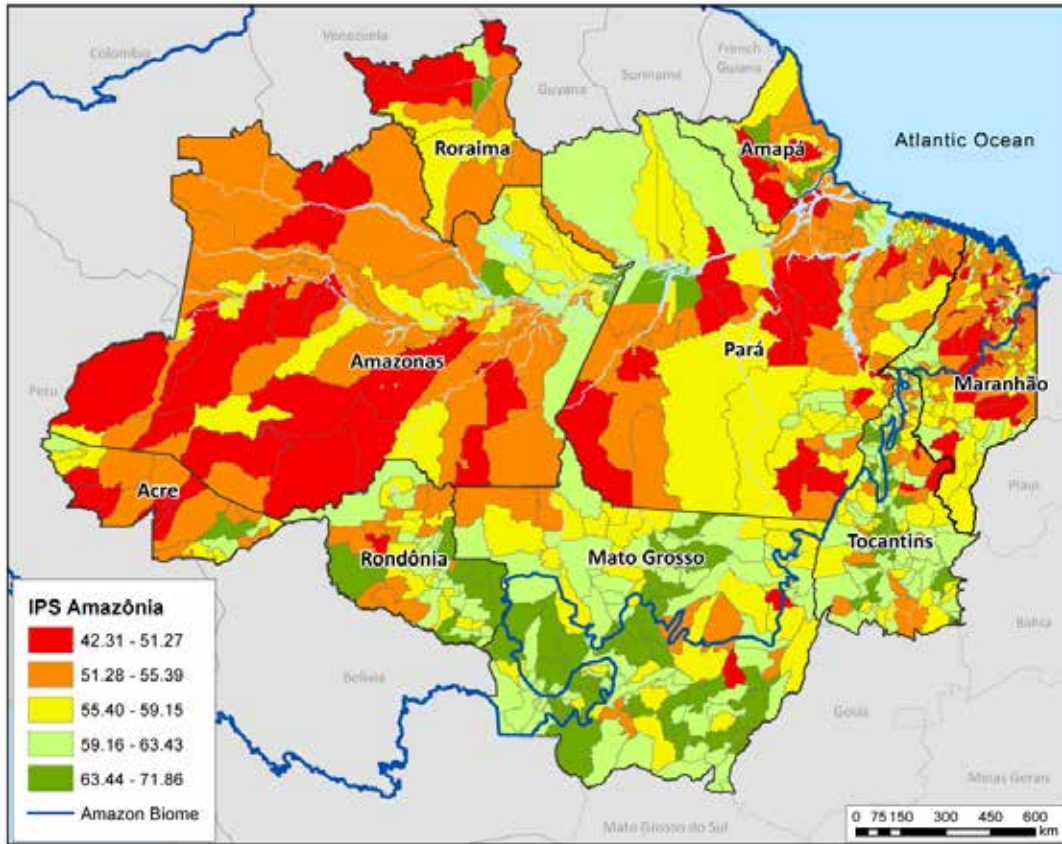 Venezuela
Colombia
French
Guiana
Suriname
Guyana
Roraima
Amapá
Atlantic Ocean
Amazonas
Pará
Maranhão
Peru
Acre
Piaui
Rondônia
Mato Grosso
Tocantins
Bahia
Bolivia
Goias
Minas Gerais
Mato Grosso do Sul
IPS Amazônia
42.31 - 51.27
51.28 - 55.39
55.40 - 59.15
59.16 - 63.43
63.44 - 71.86
Amazon Biome
0 75 150 300 450 600
km